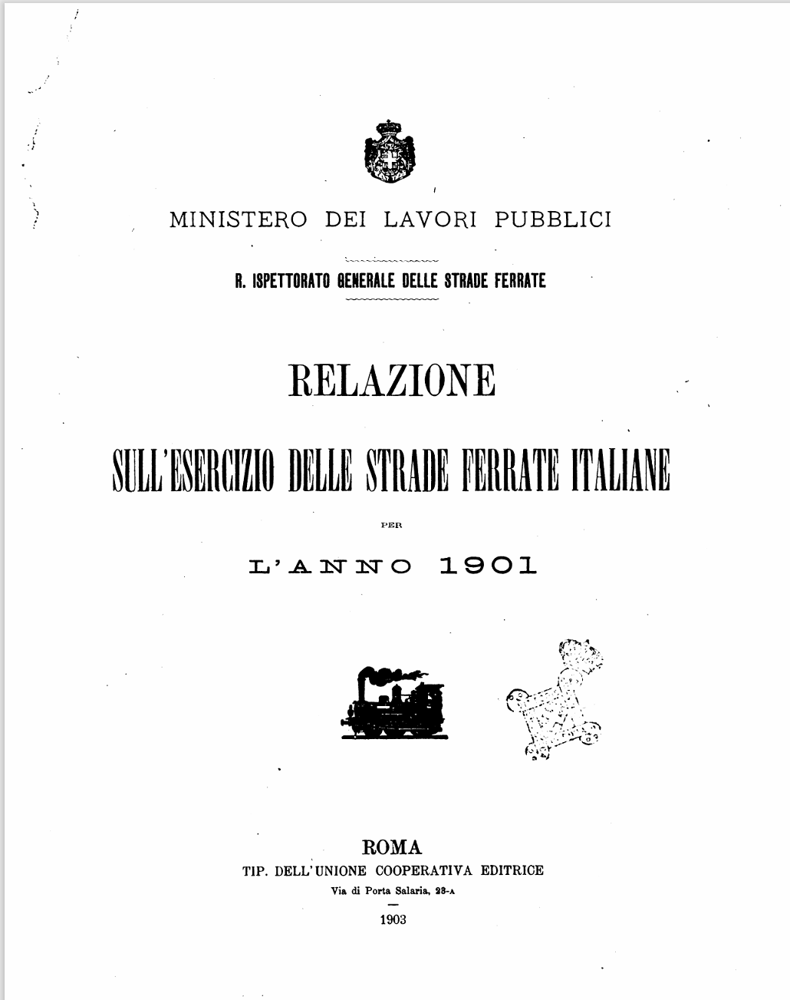 MINISTERO DEI LAVORI PUBBLICI
R. ISPETTORATO GENERALE DELLE STRADE FERRATE
RELAZIONE
SULL'ESERCIZIO DELLE STRADE FERRATE ITALIANE
PER
L'ANNO 1901
ROMA
TIP. DELL'UNIONE COOPERATIVA EDITRICE
Via di Porta Salaria, 23-A
1903